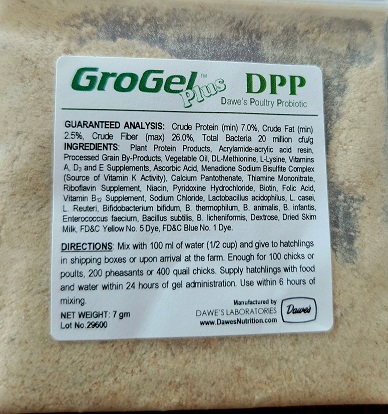 GroGel™ Plus DPP
Dawe's Poultry Probiotic
GUARANTEED ANALYSIS: Crude Protein (min) 7.0%, Crude Fat (min)
2.5%, Crude Fiber (max) 26.0%, Total Bacteria 20 million cfu/g
INGREDIENTS: Plant Protein Products, Acrylamide-acrylic acid resin,
Processed Grain By-Products, Vegetable Oil, DL-Methionine, L-Lysine, Vitamins
A, D3 and E Supplements, Ascorbic Acid, Menadione Sodium Bisulfite Complex
(Source of Vitamin K Activity), Calcium Pantothenate, Thiamine Mononitrate,
Riboflavin Supplement, Niacin, Pyridoxine Hydrochloride, Biotin, Folic Acid,
Vitamin B12 Supplement, Sodium Chloride, Lactobacillus acidophilus, L. casei,
L. Reuteri, Bifidobacterium bifidum, B. thermophilum, B. animalis, B. infantis,
Enterococcus faecium, Bacillus subtilis, B. licheniformis, Dextrose, Dried Skim
Milk, FD&C Yellow No. 5 Dye, FD&C Blue No. 1 Dye.
DIRECTIONS: Mix with 100 ml of water (1/2 cup) and give to hatchlings
in shipping boxes or upon arrival at the farm. Enough for 100 chicks or
poults, 200 pheasants or 400 quail chicks. Supply hatchlings with food
and water within 24 hours of gel administration. Use within 6 hours of
mixing.
Manufactured by
NET WEIGHT: 7 gm DAWE'S LABORATORIES Dawe's
Lot No.29600 www.DawesNutrition.com